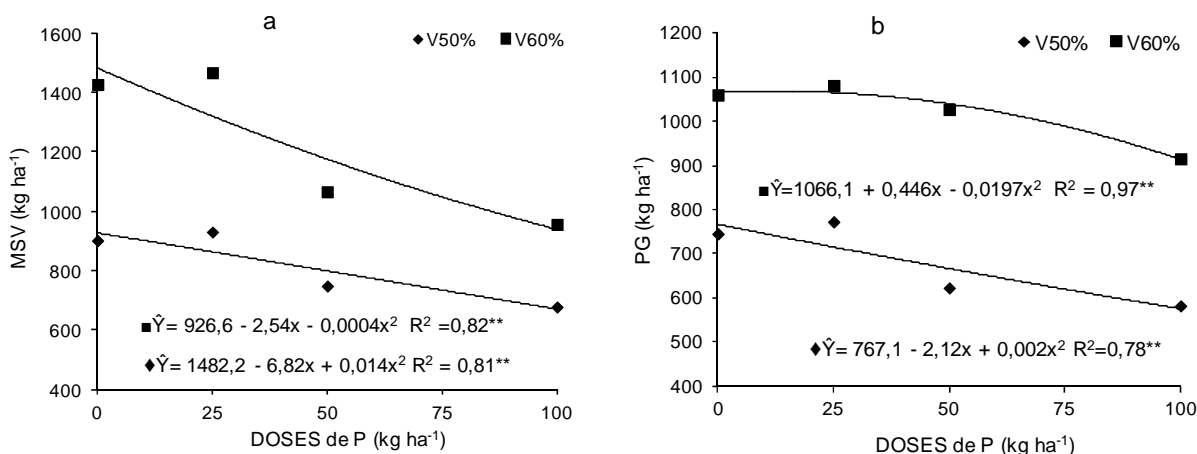 a
◆V50% ■V60%
1600
1400
1200
1000
800
600
400
MSV (kg ha⁻¹)
■Ŷ= 926,6 - 2,54x - 0,0004x² R² =0,82**
◆Ŷ= 1482,2 - 6,82x + 0,014x² R² = 0,81**
0 25 50 100
DOSES de P (kg ha⁻¹)
b
◆V50% ■V60%
1200
1100
1000
900
800
700
600
500
400
PG (kg ha⁻¹)
■Ŷ=1066,1 + 0,446x - 0,0197x² R² = 0,97**
◆Ŷ= 767,1 - 2,12x + 0,002x² R²=0,78**
0 25 50 100
DOSES de P (kg ha⁻¹)